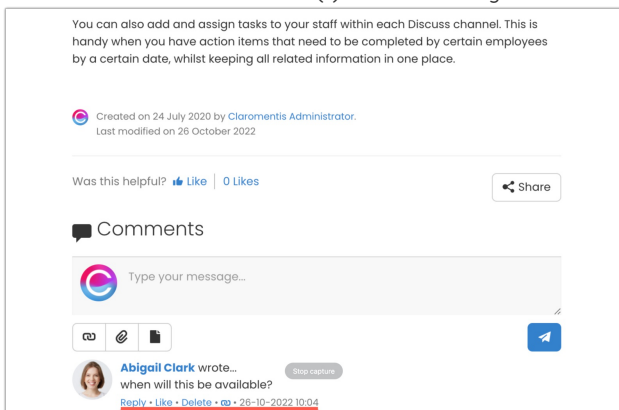 You can also add and assign tasks to your staff within each Discuss channel. This is
handy when you have action items that need to be completed by certain employees
by a certain date, whilst keeping all related information in one place.
Created on 24 July 2020 by Claromentis Administrator.
Last modified on 26 October 2022
Was this helpful? Like | 0 Likes
Share
Comments
Type your message...
Abigail Clark wrote...
Stop capture
when will this be available?
Reply • Like • Delete • • 26-10-2022 10:04